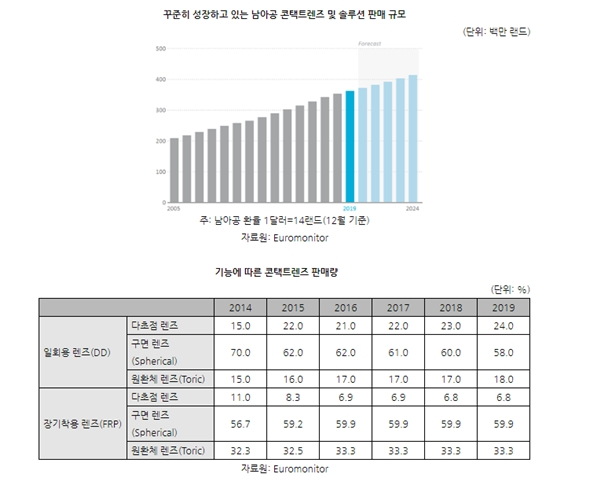 꾸준히 성장하고 있는 남아공 콘택트렌즈 및 솔루션 판매 규모
(단위: 백만 랜드)
Forecast
500
400
300
200
100
0
2005 2019 2024
주: 남아공 환율 1달러=14랜드(12월 기준)
자료원: Euromonitor
기능에 따른 콘택트렌즈 판매량
(단위: %)
2014 2015 2016 2017 2018 2019
일회용 렌즈(DD) 다초점 렌즈 15.0 22.0 21.0 22.0 23.0 24.0
구면 렌즈(Spherical) 70.0 62.0 62.0 61.0 60.0 58.0
원환체 렌즈(Toric) 15.0 16.0 17.0 17.0 17.0 18.0
장기착용 렌즈(FRP) 다초점 렌즈 11.0 8.3 6.9 6.9 6.8 6.8
구면 렌즈(Spherical) 56.7 59.2 59.9 59.9 59.9 59.9
원환체 렌즈(Toric) 32.3 32.5 33.3 33.3 33.3 33.3
자료원: Euromonitor